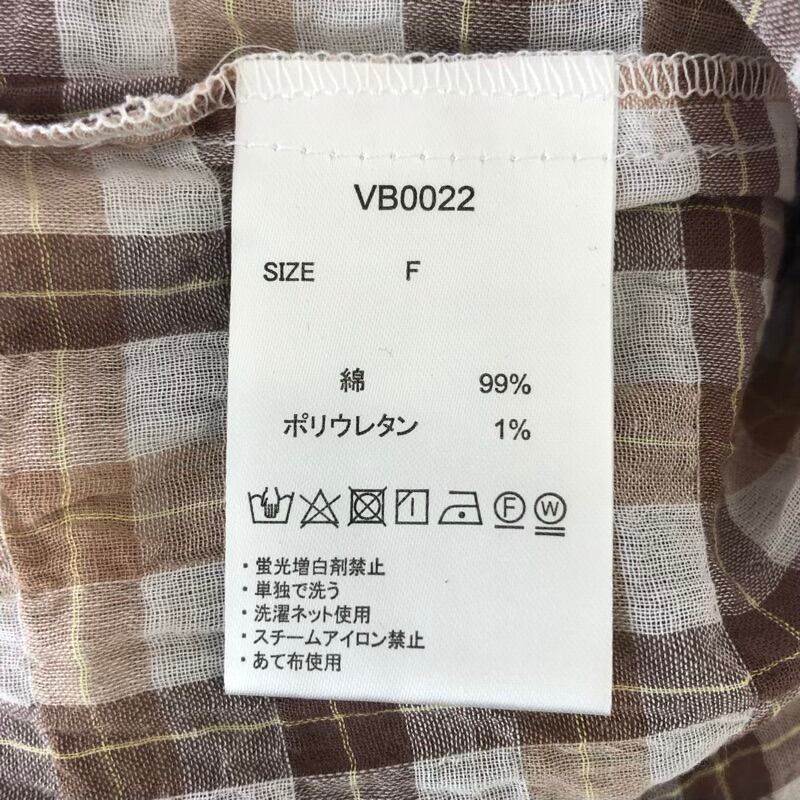 VB0022
SIZE F
綿 99%
ポリウレタン 1%
F W
・蛍光増白剤禁止
・単独で洗う
・洗濯ネット使用
・スチームアイロン禁止
・あて布使用